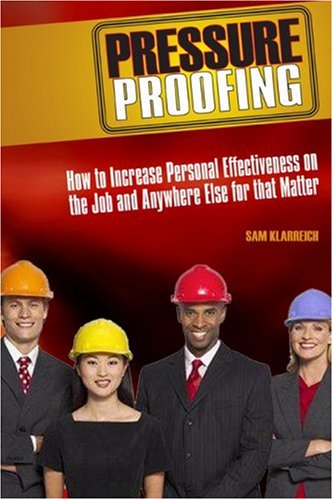 PRESSURE
PROOFING
How to Increase Personal Effectiveness on
the Job and Anywhere Else for that Matter
SAM KLARREICH